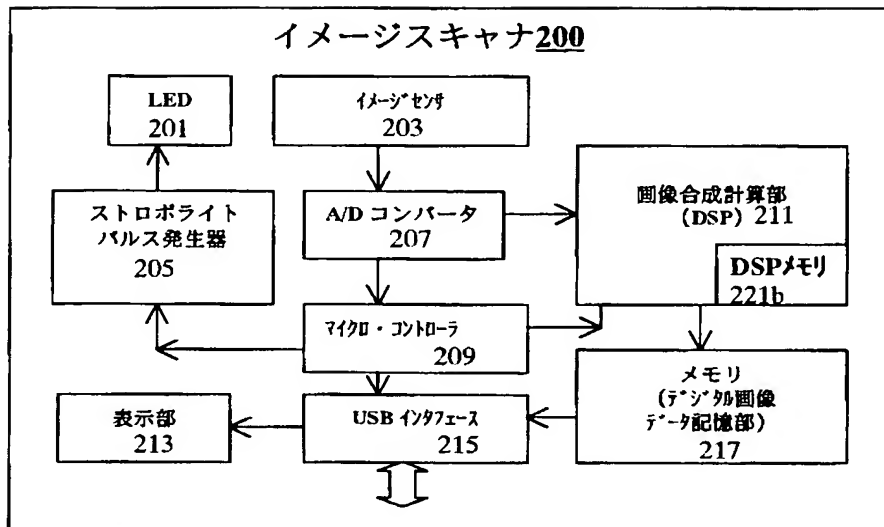 イメージスキャナ200
LED
201
イメージセンサ
203
ストロボライト
パルス発生器
205
A/D コンバータ
207
画像合成計算部
(DSP) 211
DSPメモリ
221b
マイクロ・コントローラ
209
メモリ
(デジタル画像
データ記憶部)
217
表示部
213
USB インタフェース
215